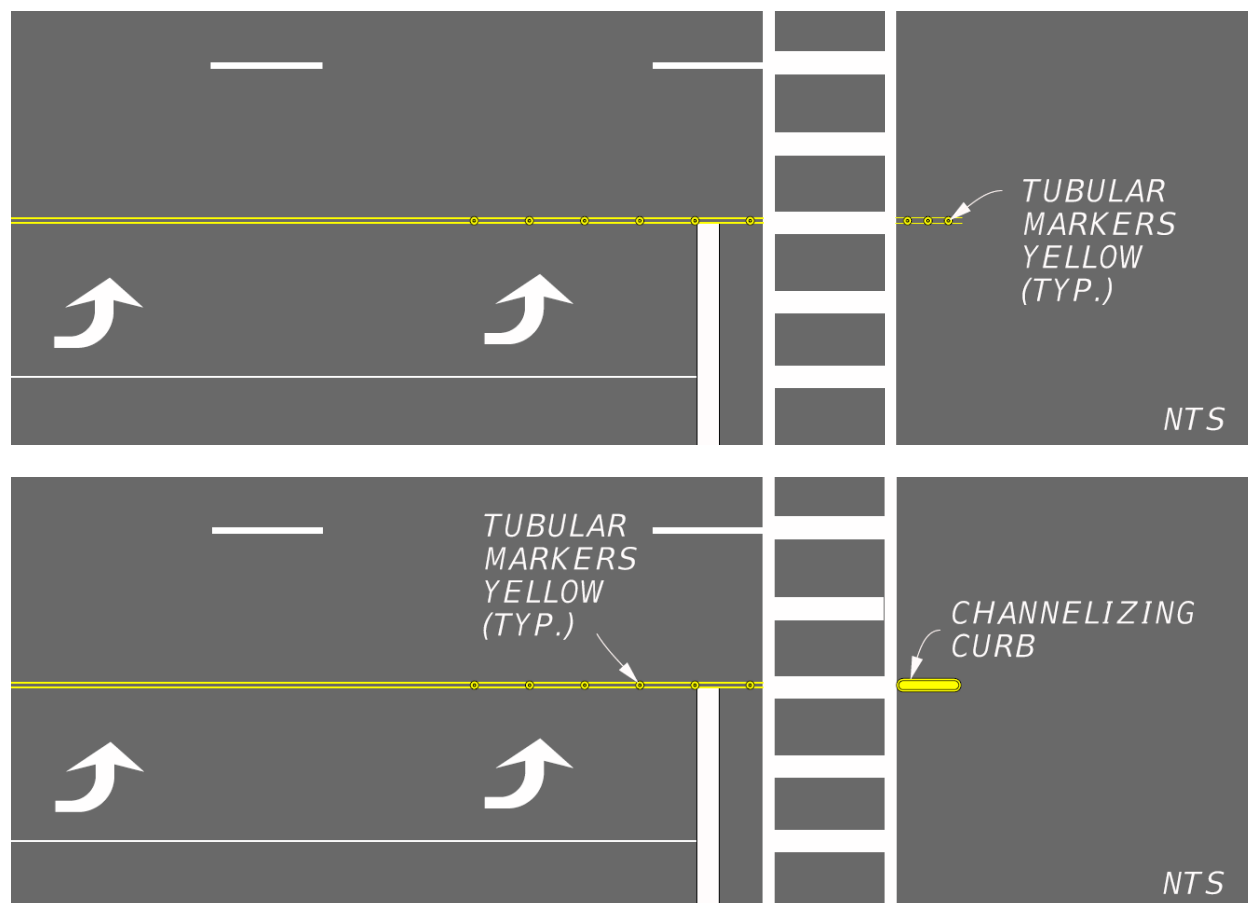 TUBULAR
MARKERS
YELLOW
(TYP.)
NTS
TUBULAR
MARKERS
YELLOW
(TYP.)
CHANNELIZING
CURB
NTS